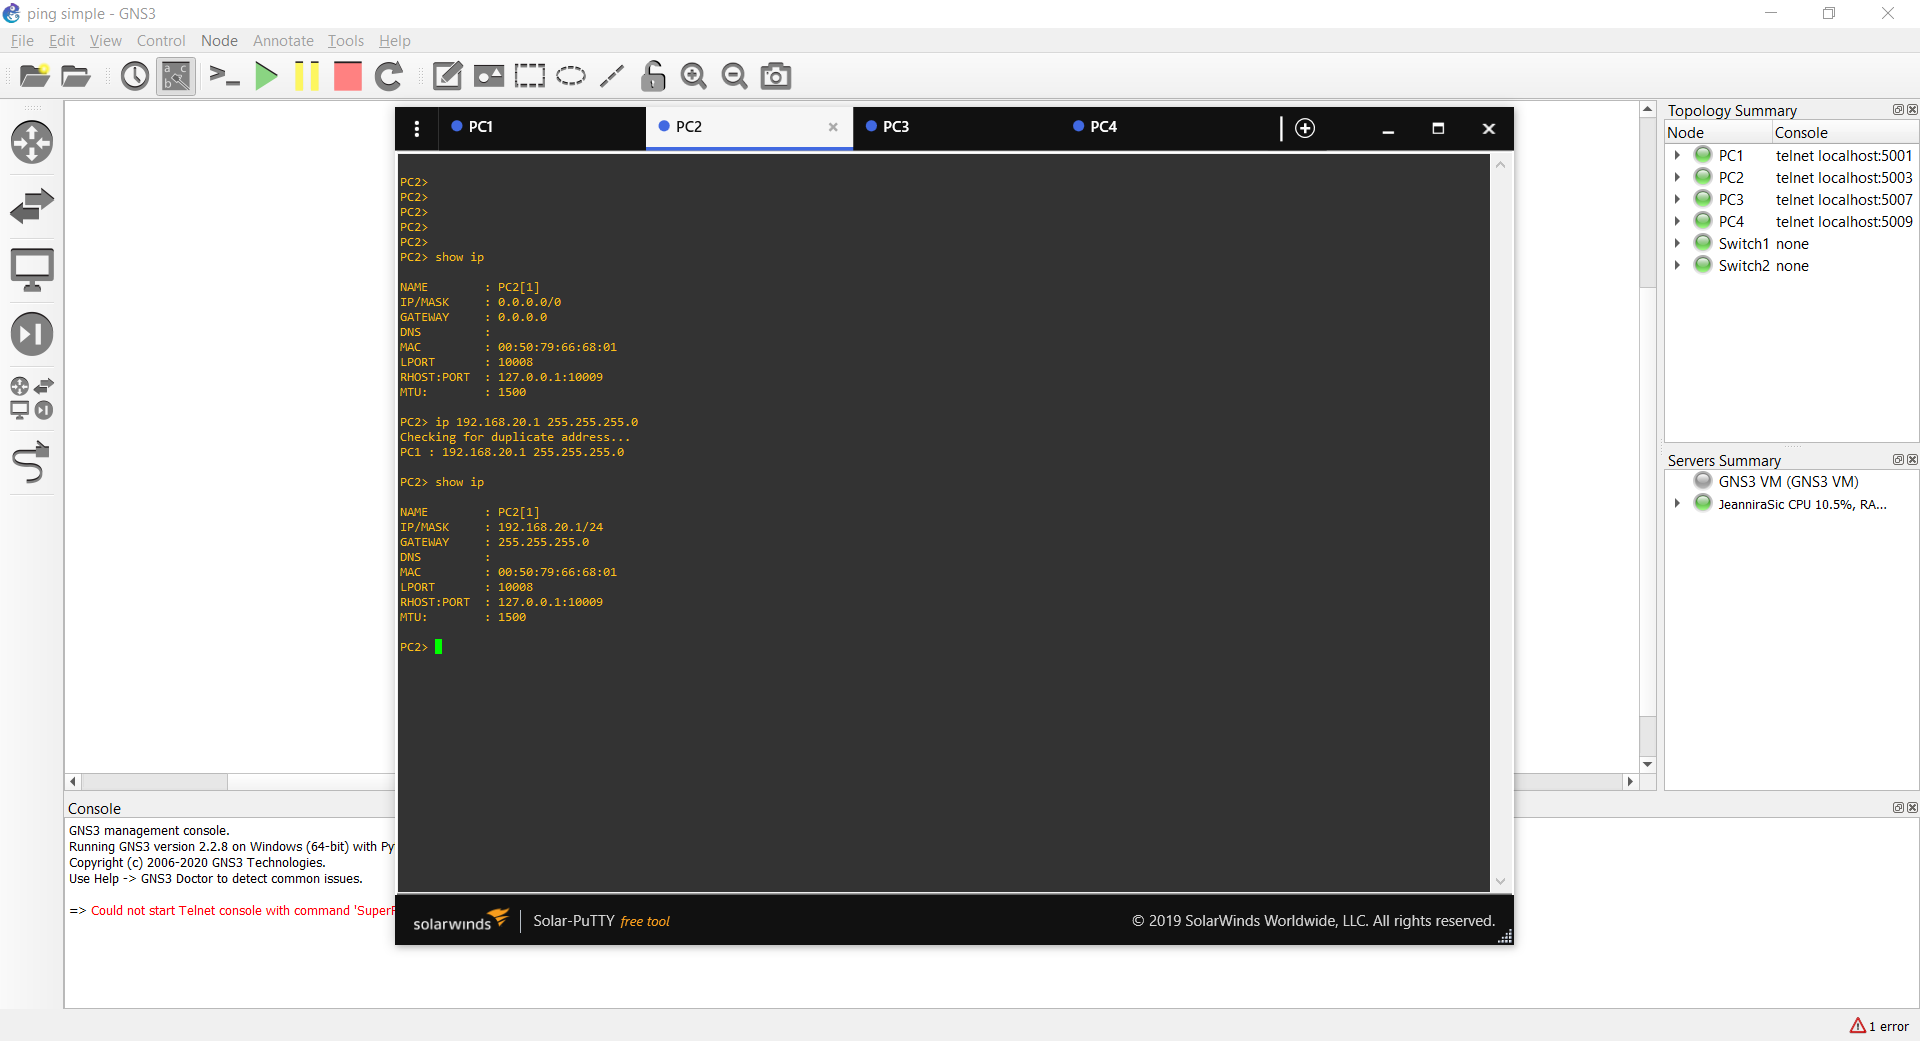 ping simple - GNS3
File Edit View Control Node Annotate Tools Help
PC1
PC2
PC3
PC4
PC2>
PC2>
PC2>
PC2>
PC2>
PC2> show ip
NAME : PC2[1]
IP/MASK : 0.0.0.0/0
GATEWAY : 0.0.0.0
DNS :
MAC : 00:50:79:66:68:01
LPORT : 10008
RHOST:PORT : 127.0.0.1:10009
MTU: : 1500
PC2> ip 192.168.20.1 255.255.255.0
Checking for duplicate address...
PC1 : 192.168.20.1 255.255.255.0
PC2> show ip
NAME : PC2[1]
IP/MASK : 192.168.20.1/24
GATEWAY : 255.255.255.0
DNS :
MAC : 00:50:79:66:68:01
LPORT : 10008
RHOST:PORT : 127.0.0.1:10009
MTU: : 1500
PC2>
solarwinds Solar-PuTTY free tool © 2019 SolarWinds Worldwide, LLC. All rights reserved.
Topology Summary
Node Console
PC1 telnet localhost:5001
PC2 telnet localhost:5003
PC3 telnet localhost:5007
PC4 telnet localhost:5009
Switch1 none
Switch2 none
Servers Summary
GNS3 VM (GNS3 VM)
JeanniraSic CPU 10.5%, RA...
Console
GNS3 management console.
Running GNS3 version 2.2.8 on Windows (64-bit) with Py
Copyright (c) 2006-2020 GNS3 Technologies.
Use Help -> GNS3 Doctor to detect common issues.
=> Could not start Telnet console with command 'Super
1 error